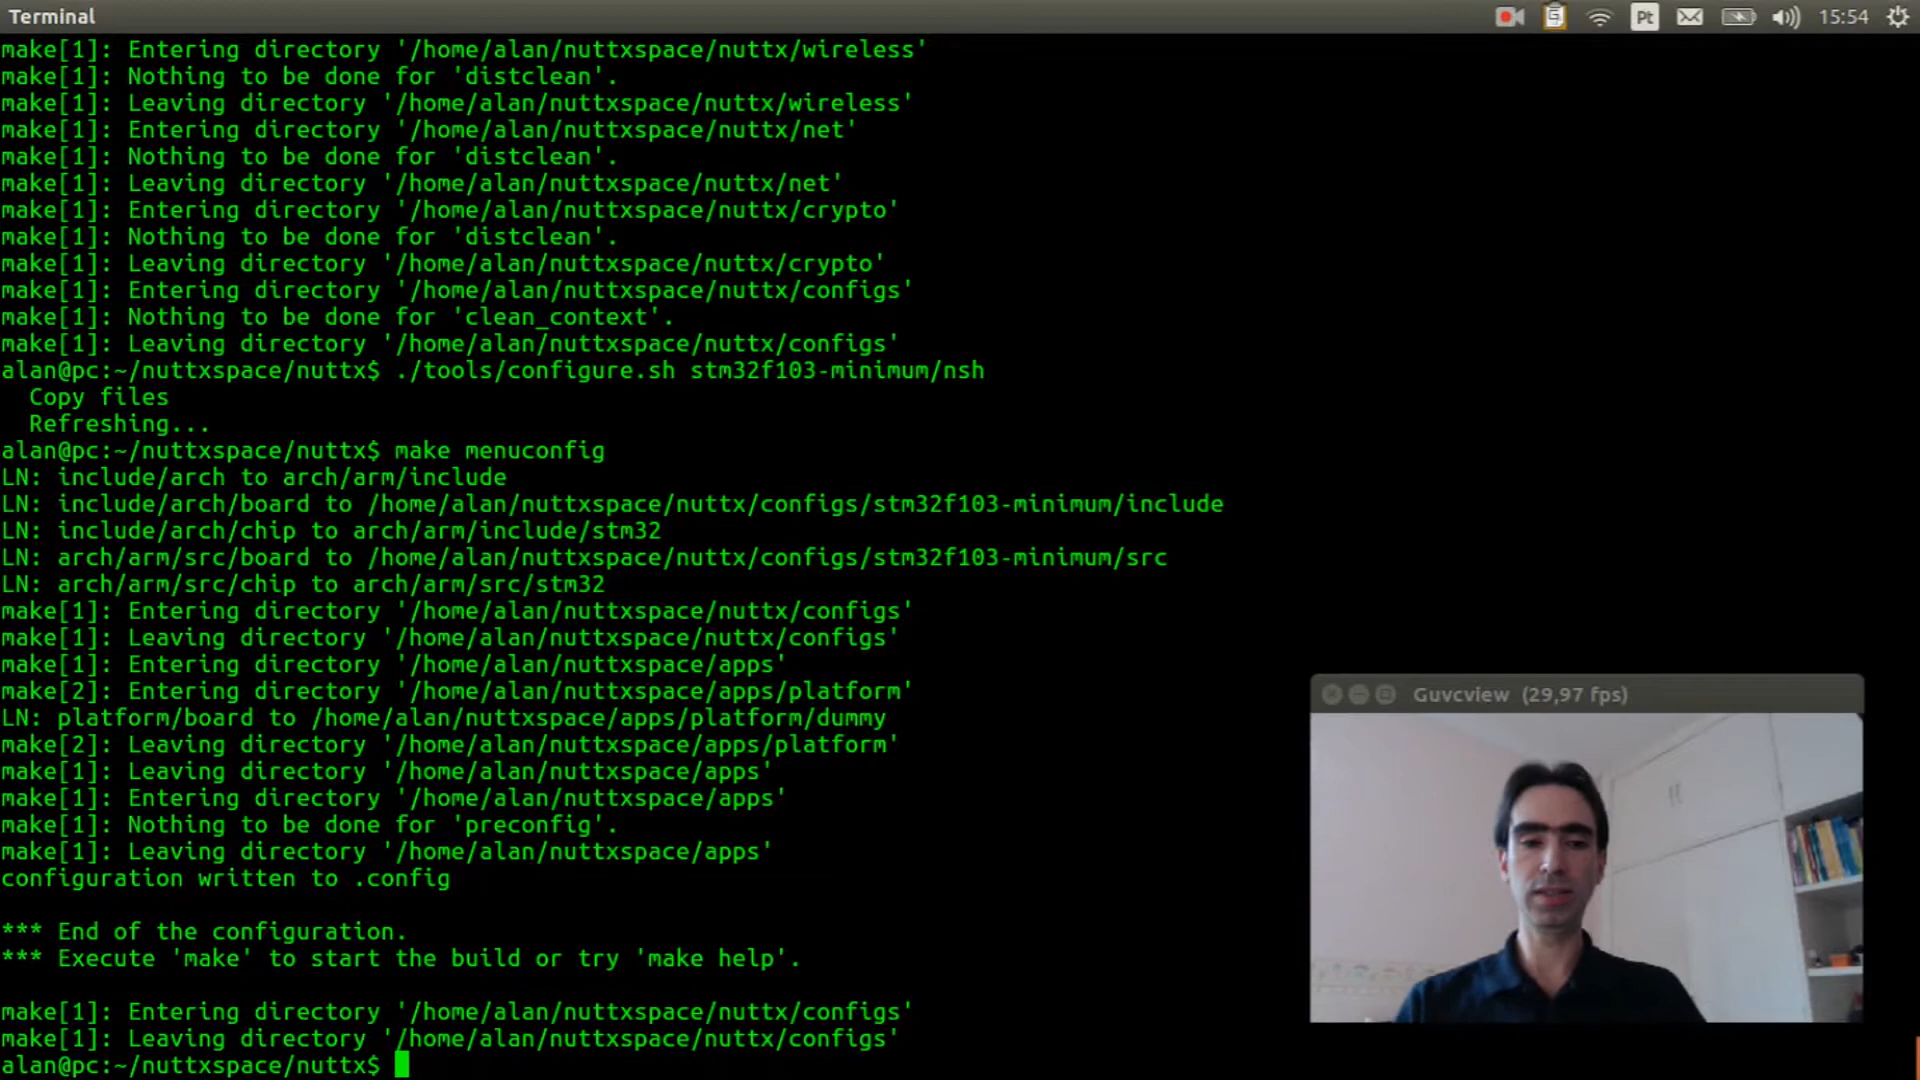 Terminal
Pt
15:54
make[1]: Entering directory '/home/alan/nuttxspace/nuttx/wireless'
make[1]: Nothing to be done for 'distclean'.
make[1]: Leaving directory '/home/alan/nuttxspace/nuttx/wireless'
make[1]: Entering directory '/home/alan/nuttxspace/nuttx/net'
make[1]: Nothing to be done for 'distclean'.
make[1]: Leaving directory '/home/alan/nuttxspace/nuttx/net'
make[1]: Entering directory '/home/alan/nuttxspace/nuttx/crypto'
make[1]: Nothing to be done for 'distclean'.
make[1]: Leaving directory '/home/alan/nuttxspace/nuttx/crypto'
make[1]: Entering directory '/home/alan/nuttxspace/nuttx/configs'
make[1]: Nothing to be done for 'clean_context'.
make[1]: Leaving directory '/home/alan/nuttxspace/nuttx/configs'
alan@pc:~/nuttxspace/nuttx$ ./tools/configure.sh stm32f103-minimum/nsh
  Copy files
  Refreshing...
alan@pc:~/nuttxspace/nuttx$ make menuconfig
LN: include/arch to arch/arm/include
LN: include/arch/board to /home/alan/nuttxspace/nuttx/configs/stm32f103-minimum/include
LN: include/arch/chip to arch/arm/include/stm32
LN: arch/arm/src/board to /home/alan/nuttxspace/nuttx/configs/stm32f103-minimum/src
LN: arch/arm/src/chip to arch/arm/src/stm32
make[1]: Entering directory '/home/alan/nuttxspace/nuttx/configs'
make[1]: Leaving directory '/home/alan/nuttxspace/nuttx/configs'
make[1]: Entering directory '/home/alan/nuttxspace/apps'
make[2]: Entering directory '/home/alan/nuttxspace/apps/platform'
LN: platform/board to /home/alan/nuttxspace/apps/platform/dummy
make[2]: Leaving directory '/home/alan/nuttxspace/apps/platform'
make[1]: Leaving directory '/home/alan/nuttxspace/apps'
make[1]: Entering directory '/home/alan/nuttxspace/apps'
make[1]: Nothing to be done for 'preconfig'.
make[1]: Leaving directory '/home/alan/nuttxspace/apps'
configuration written to .config
*** End of the configuration.
*** Execute 'make' to start the build or try 'make help'.
make[1]: Entering directory '/home/alan/nuttxspace/nuttx/configs'
make[1]: Leaving directory '/home/alan/nuttxspace/nuttx/configs'
alan@pc:~/nuttxspace/nuttx$
Guvcview (29,97 fps)